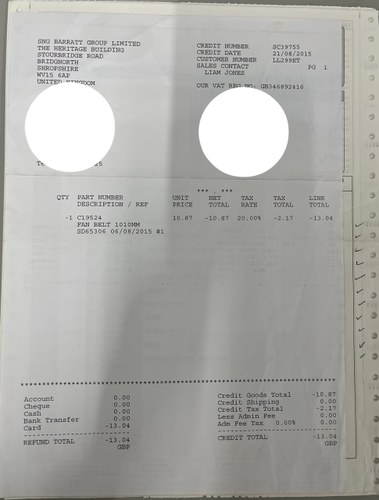 SNG BARRATT GROUP LIMITED
THE HERITAGE BUILDING
STOURBRIDGE ROAD
BRIDGNORTH
SHROPSHIRE
WV15 6AP
UNITED KINGDOM
CREDIT NUMBER SC39755
CREDIT DATE 21/08/2015
CUSTOMER NUMBER LL299ET
SALES CONTACT PG 1
LIAM JONES
OUR VAT REG NO: GB346892416
*** . ***
QTY PART NUMBER UNIT NET TAX TAX LINE
DESCRIPTION / REF PRICE TOTAL RATE TOTAL TOTAL
-1 C19524 10.87 -10.87 20.00% -2.17 -13.04
FAN BELT 1010MM
SD65306 06/08/2015 #1
Account 0.00
Cheque 0.00
Cash 0.00
Bank Transfer 0.00
Card -13.04
REFUND TOTAL -13.04
GBP
Credit Goods Total -10.87
Credit Shipping 0.00
Credit Tax Total -2.17
Less Admin Fee 0.00
Adm Fee Tax 0.00% 0.00
CREDIT TOTAL -13.04
GBP